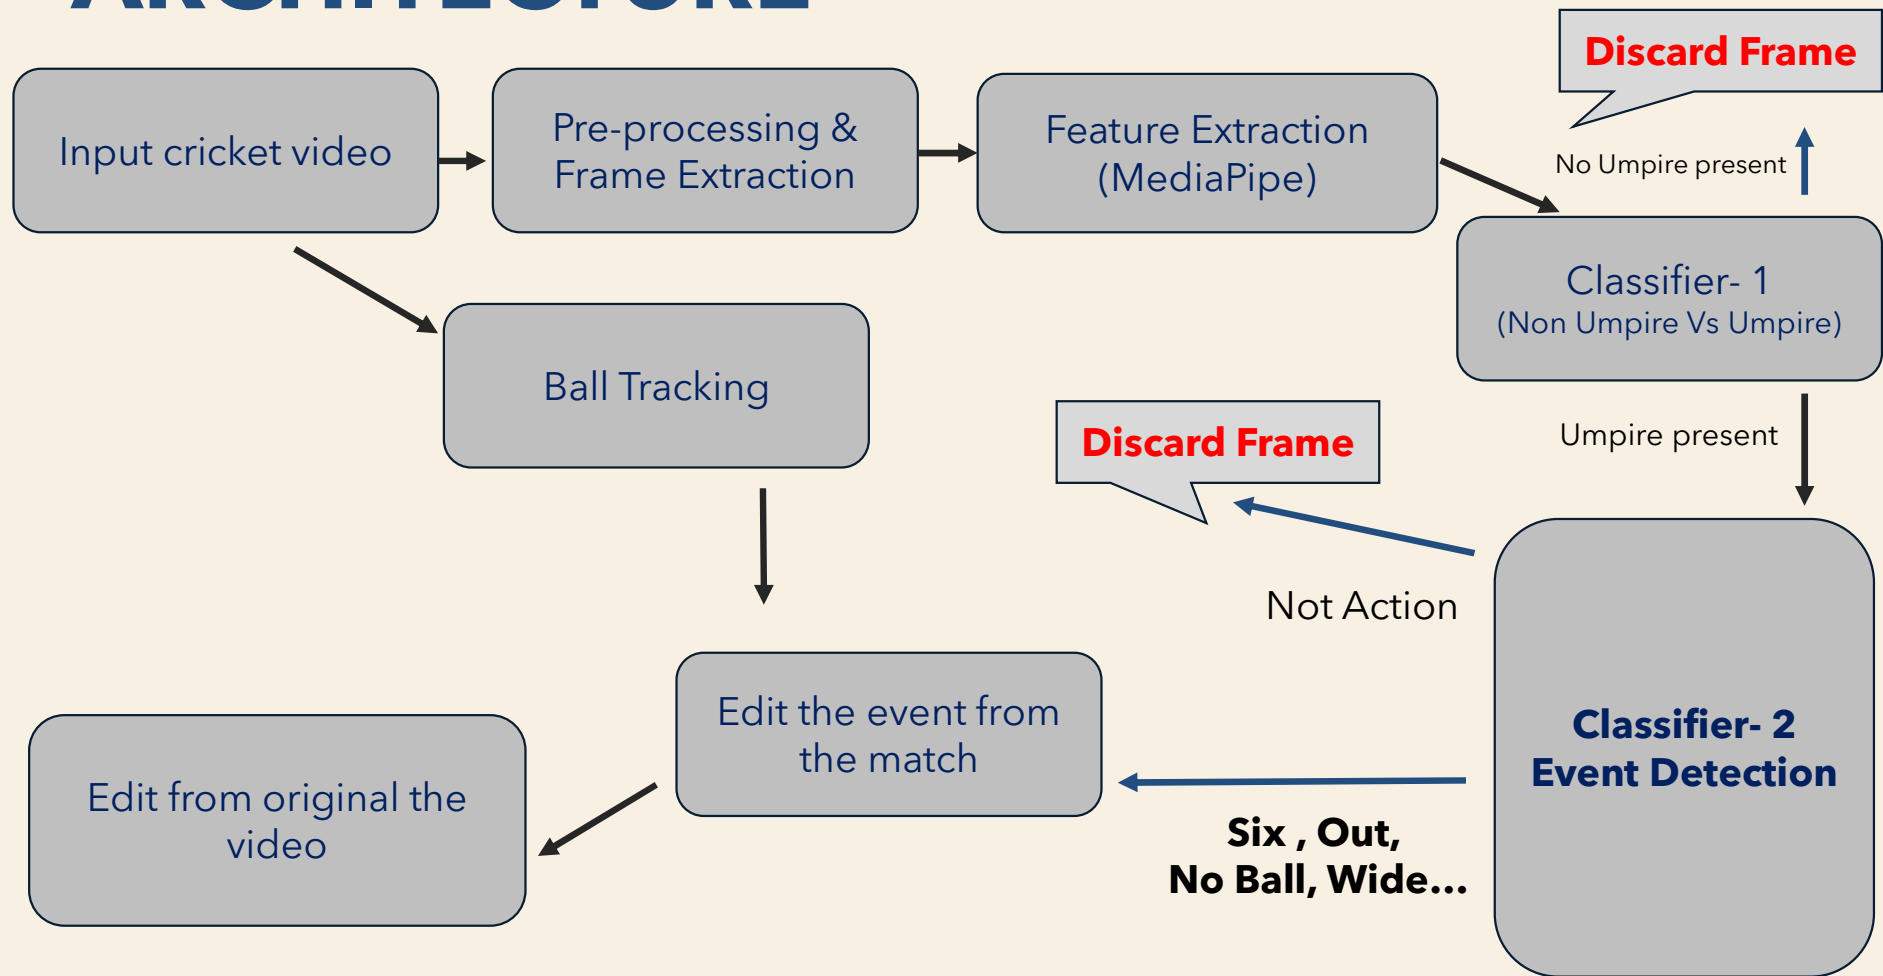 ARCHITECTURE
Discard Frame
Input cricket video
Pre-processing &
Frame Extraction
Feature Extraction
(MediaPipe)
No Umpire present
Classifier- 1
(Non Umpire Vs Umpire)
Ball Tracking
Discard Frame
Umpire present
Not Action
Classifier- 2
Event Detection
Edit the event from
the match
Six , Out,
No Ball, Wide...
Edit from original the
video